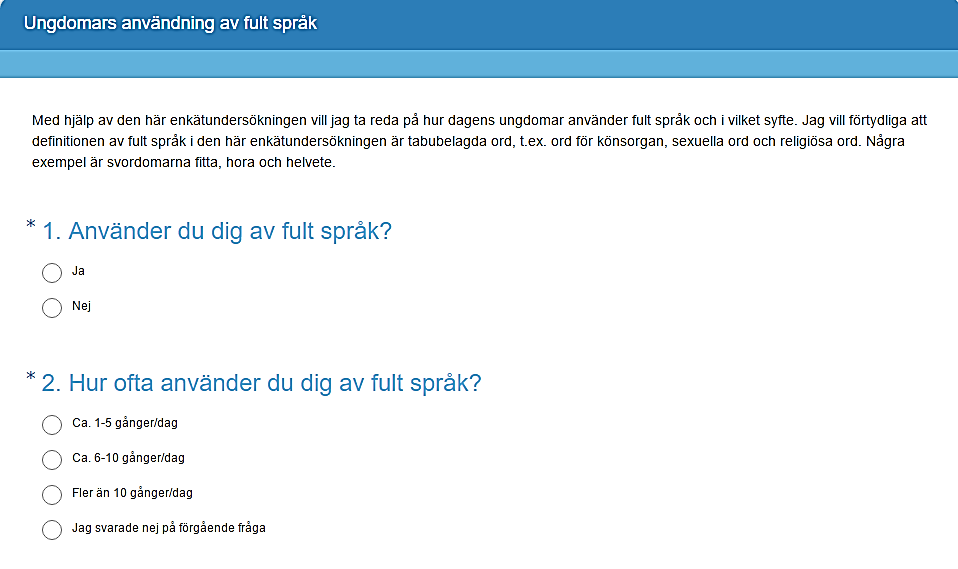 Ungdomars användning av fult språk
Med hjälp av den här enkätundersökningen vill jag ta reda på hur dagens ungdomar använder fult språk och i vilket syfte. Jag vill förtydliga att
definitionen av fult språk i den här enkätundersökningen är tabubelagda ord, t.ex. ord för könsorgan, sexuella ord och religiösa ord. Några
exempel är svordomarna fitta, hora och helvete.
* 1. Använder du dig av fult språk?
Ja
Nej
* 2. Hur ofta använder du dig av fult språk?
Ca. 1-5 gånger/dag
Ca. 6-10 gånger/dag
Fler än 10 gånger/dag
Jag svarade nej på förgående fråga